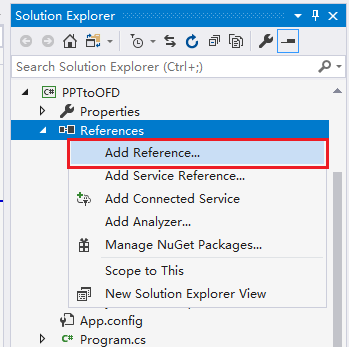 Solution Explorer
Search Solution Explorer (Ctrl+;)
PPTtoOFD
Properties
References
Add Reference...
Add Service Reference...
Add Connected Service
Add Analyzer...
Manage NuGet Packages...
Scope to This
New Solution Explorer View
App.config
Program.cs